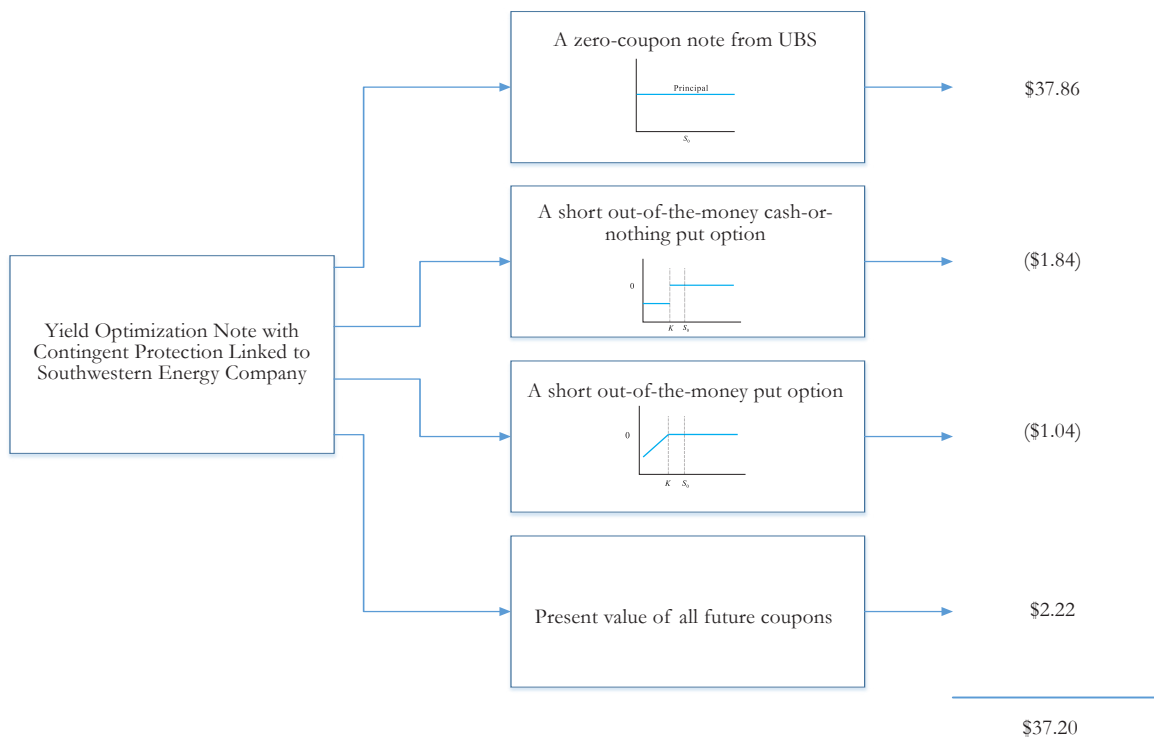 A zero-coupon note from UBS
Principal
S0
$37.86
A short out-of-the-money cash-or-
nothing put option
0
K S0
($1.84)
Yield Optimization Note with
Contingent Protection Linked to
Southwestern Energy Company
A short out-of-the-money put option
0
K S0
($1.04)
Present value of all future coupons
$2.22
$37.20